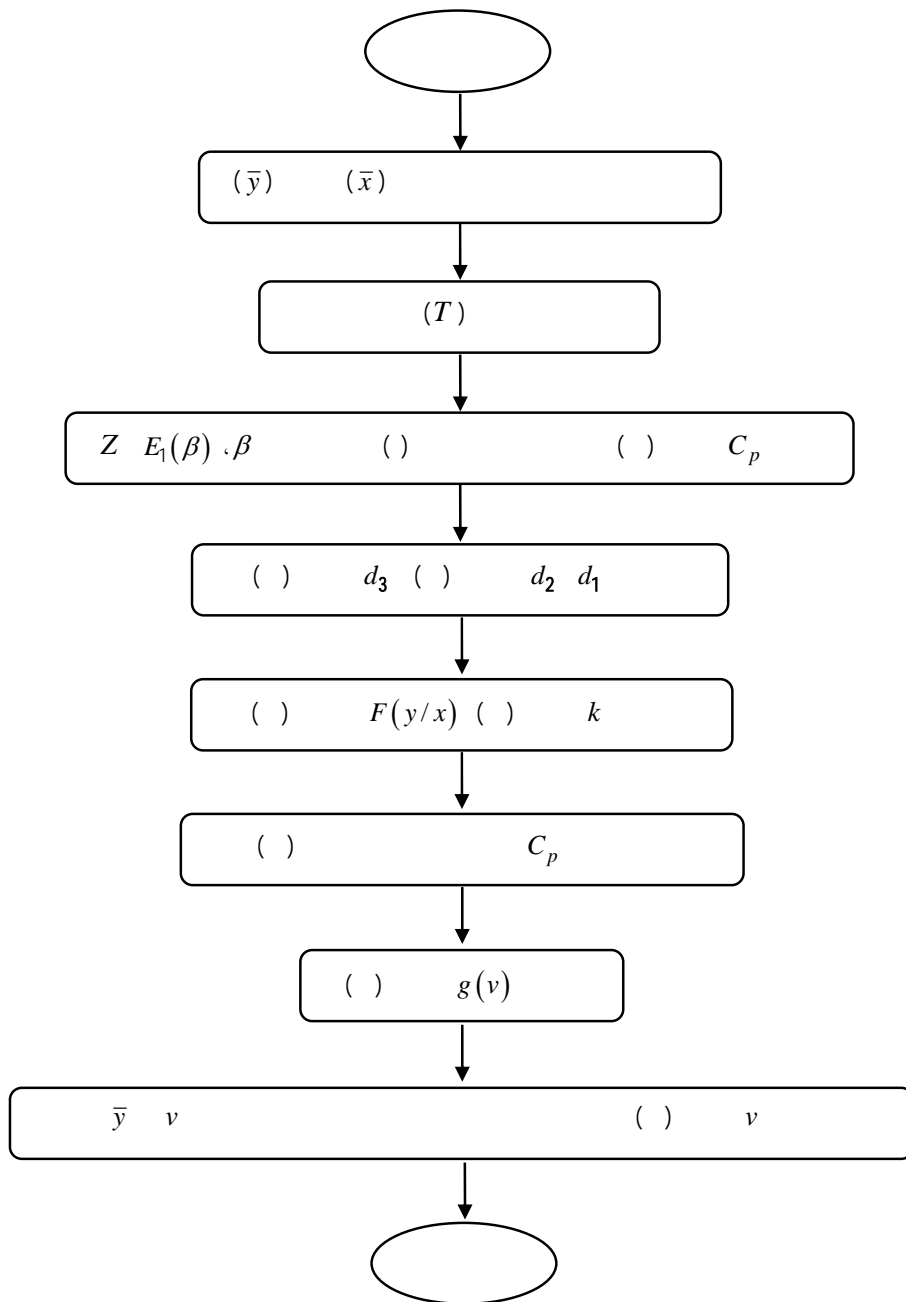 (ȳ) (x̄)
(T)
Z E₁(β) ، β ( ) ( ) Cₚ
( ) d₃ ( ) d₂ d₁
( ) F(y/x) ( ) k
( ) Cₚ
( ) g(v)
ȳ v ( ) v